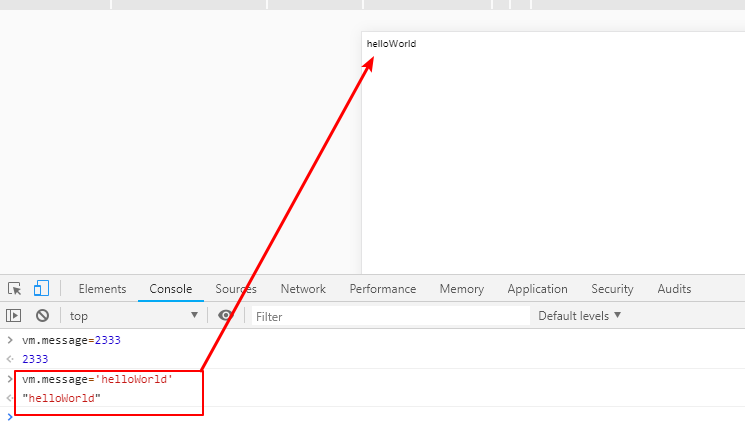 helloWorld
Elements Console Sources Network Performance Memory Application Security Audits
top Filter Default levels
vm.message=2333
2333
vm.message='helloWorld'
"helloWorld"